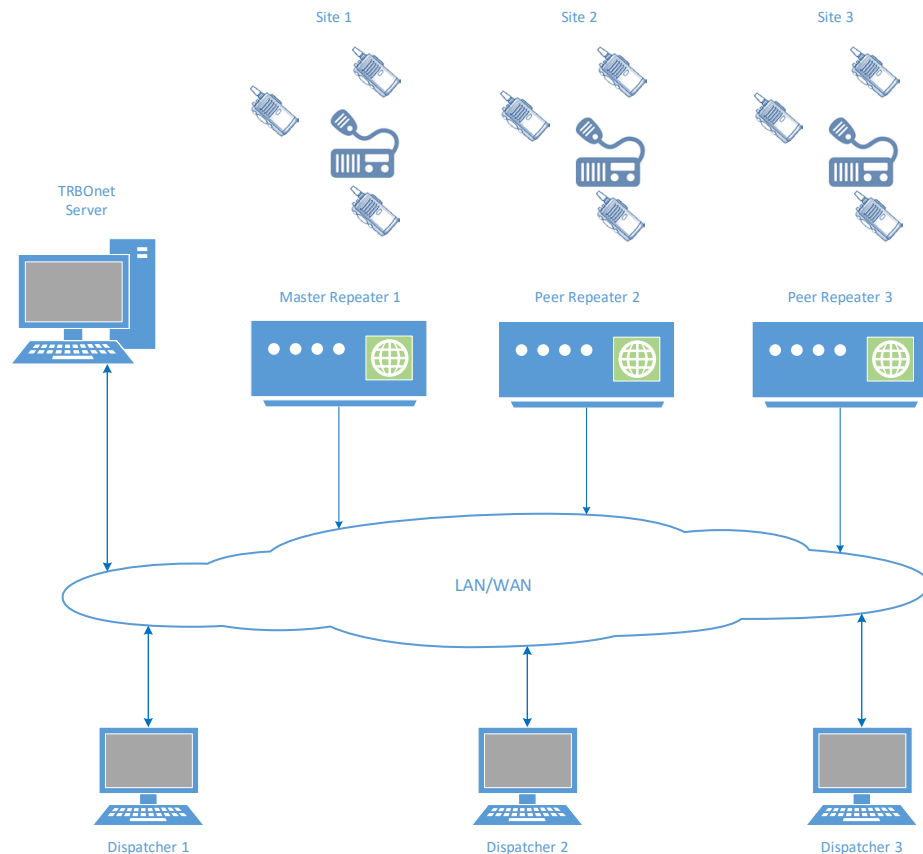 Site 1
Site 2
Site 3
TRBOnet
Server
Master Repeater 1
Peer Repeater 2
Peer Repeater 3
LAN/WAN
Dispatcher 1
Dispatcher 2
Dispatcher 3